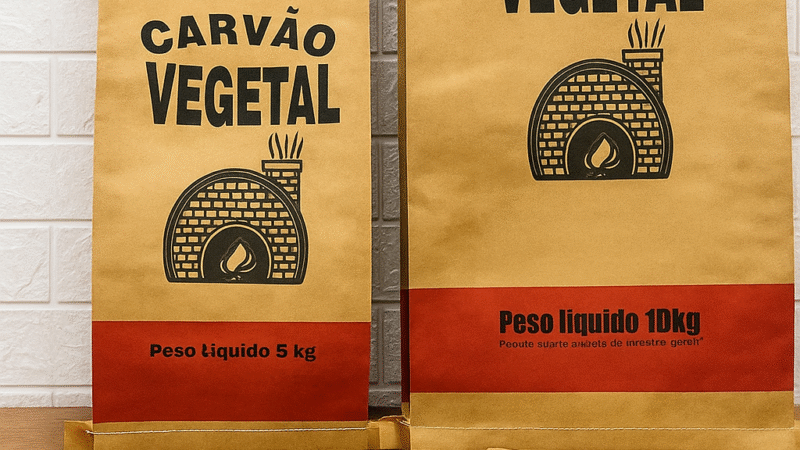 CARVÃO
VEGETAL
Peso liquido 5 kg
VEGETAL
Peso liquido 10kg